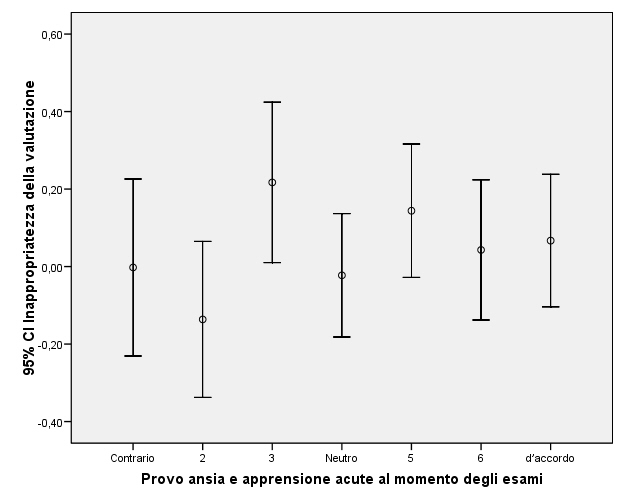 0,60
0,40
0,20
0,00
-0,20
-0,40
95% CI Inappropriatezza della valutazione
Contrario 2 3 Neutro 5 6 d'accordo
Provo ansia e apprensione acute al momento degli esami